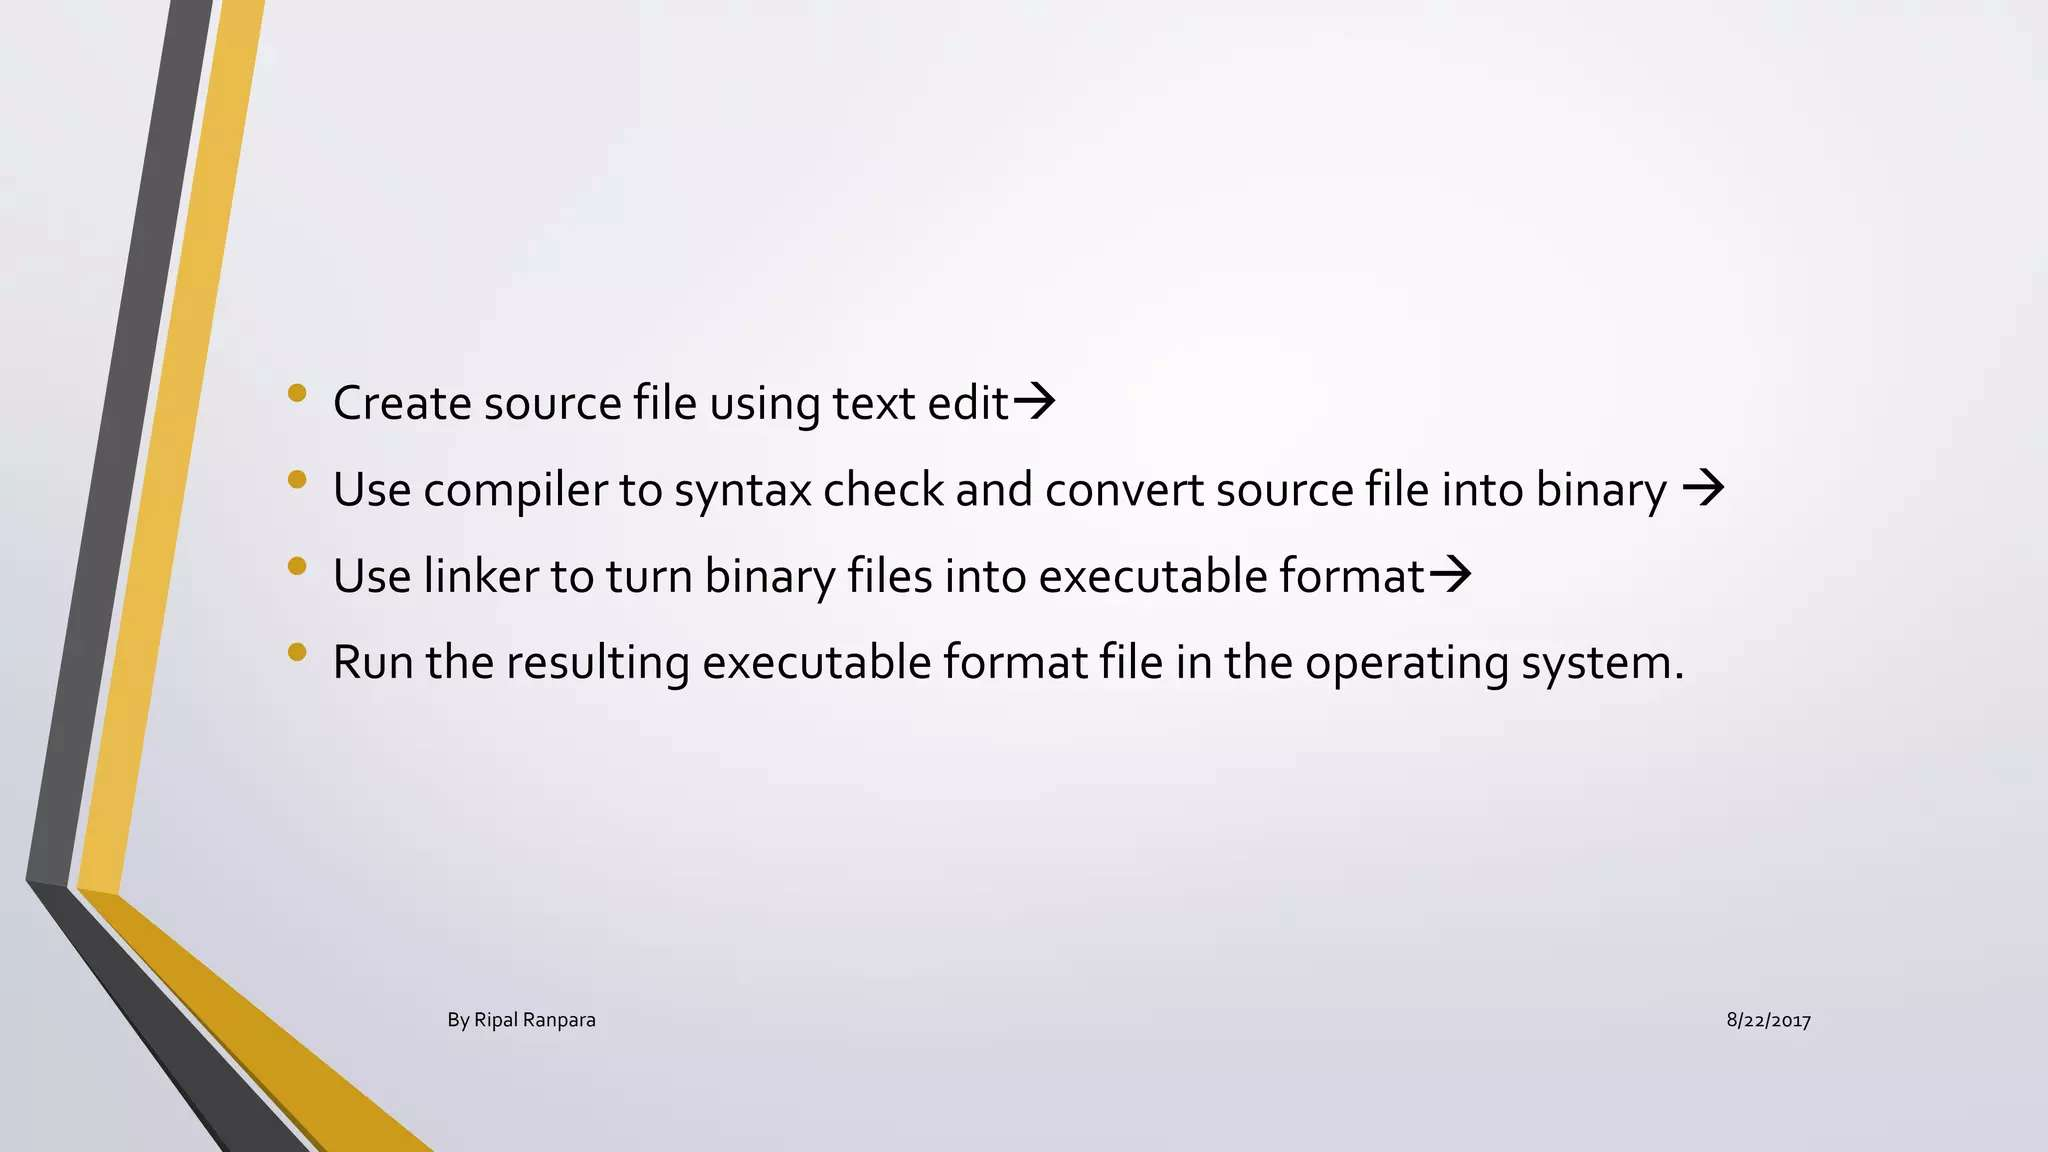 • Create source file using text edit→
• Use compiler to syntax check and convert source file into binary →
• Use linker to turn binary files into executable format→
• Run the resulting executable format file in the operating system.
By Ripal Ranpara
8/22/2017